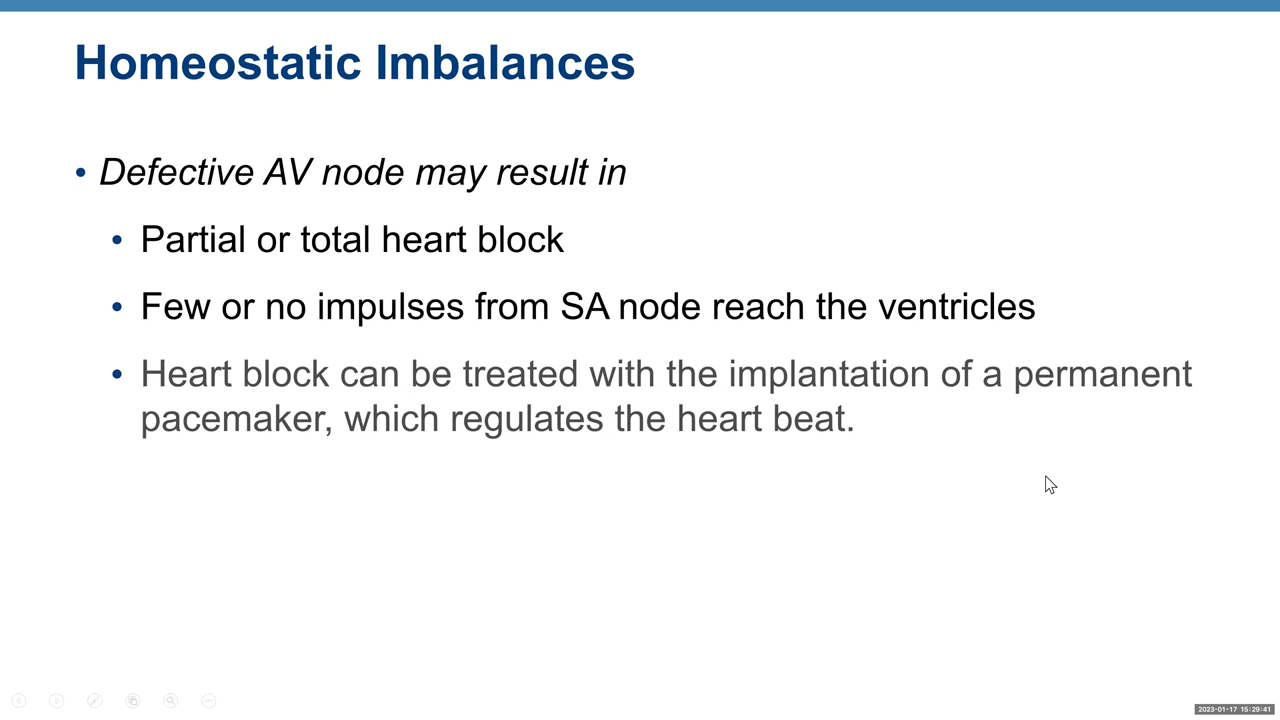 Homeostatic Imbalances
• Defective AV node may result in
• Partial or total heart block
• Few or no impulses from SA node reach the ventricles
• Heart block can be treated with the implantation of a permanent
pacemaker, which regulates the heart beat.
2023-01-17 15:29:41